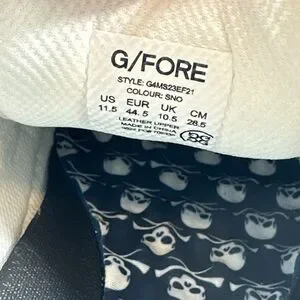 G/FORE
STYLE: G4MS23EF21
COLOUR: SNO
US EUR UK CM
11.5 44.5 10.5 28.5
LEATHER UPPER
MADE IN CHINA